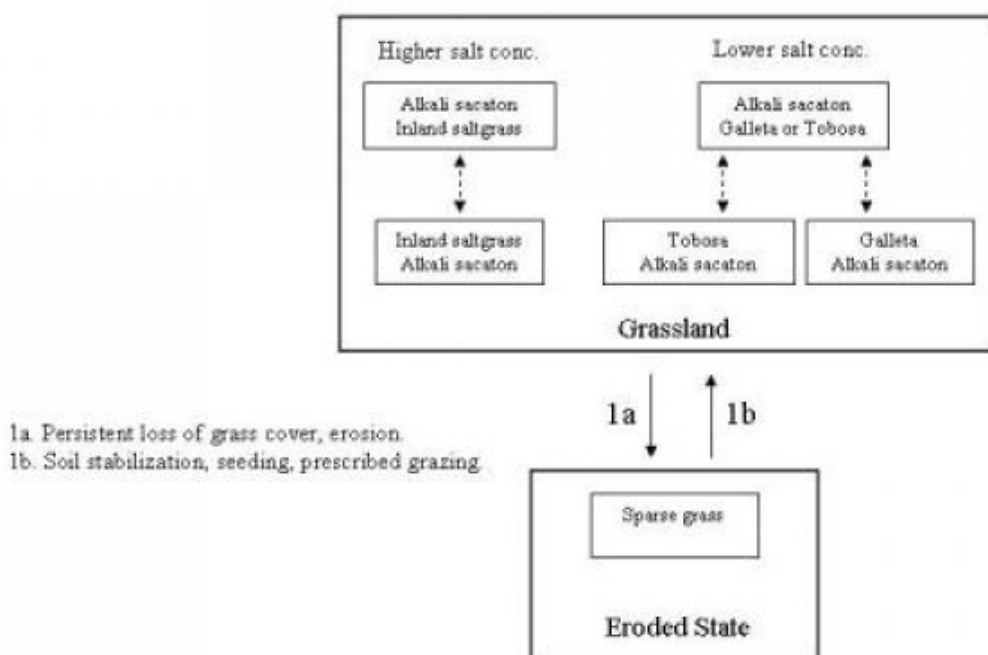 Higher salt conc.
Lower salt conc.
Alkali sacaton
Inland saltgrass
Alkali sacaton
Galleta or Tobosa
Inland saltgrass
Alkali sacaton
Tobosa
Alkali sacaton
Galleta
Alkali sacaton
Grassland
1a
1b
1a. Persistent loss of grass cover, erosion.
1b. Soil stabilization, seeding, prescribed grazing.
Sparse grass
Eroded State